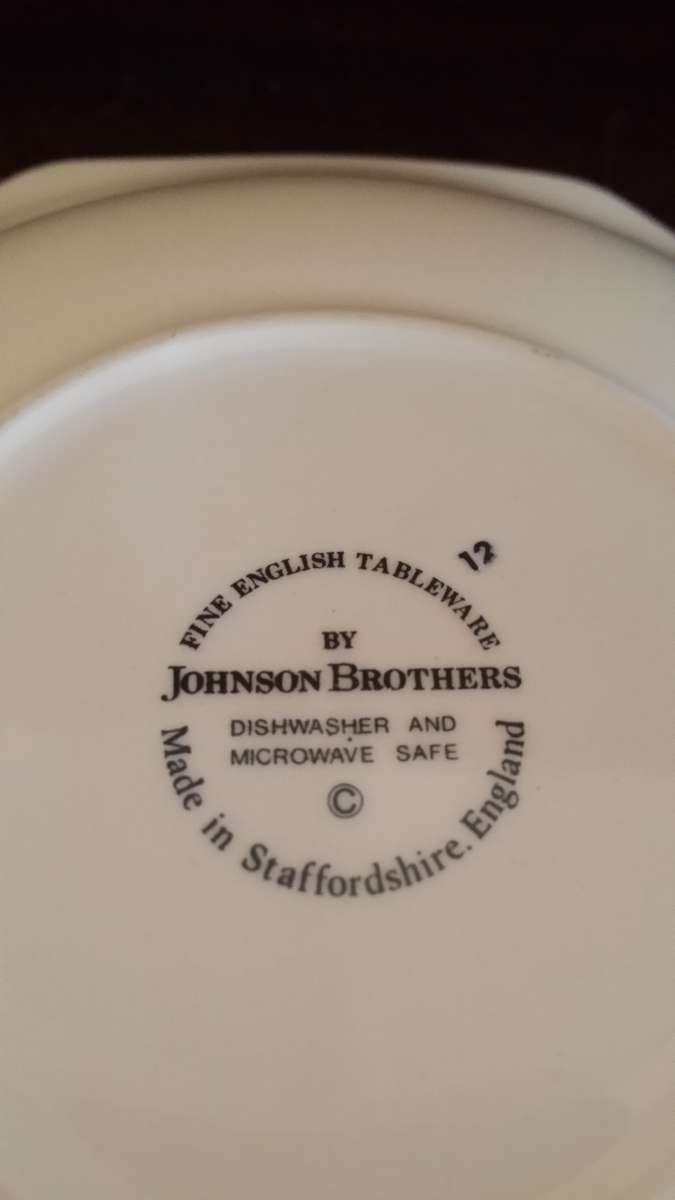 12
FINE ENGLISH TABLEWARE
BY
JOHNSON BROTHERS
DISHWASHER AND
MICROWAVE SAFE
©
Made in Staffordshire. England